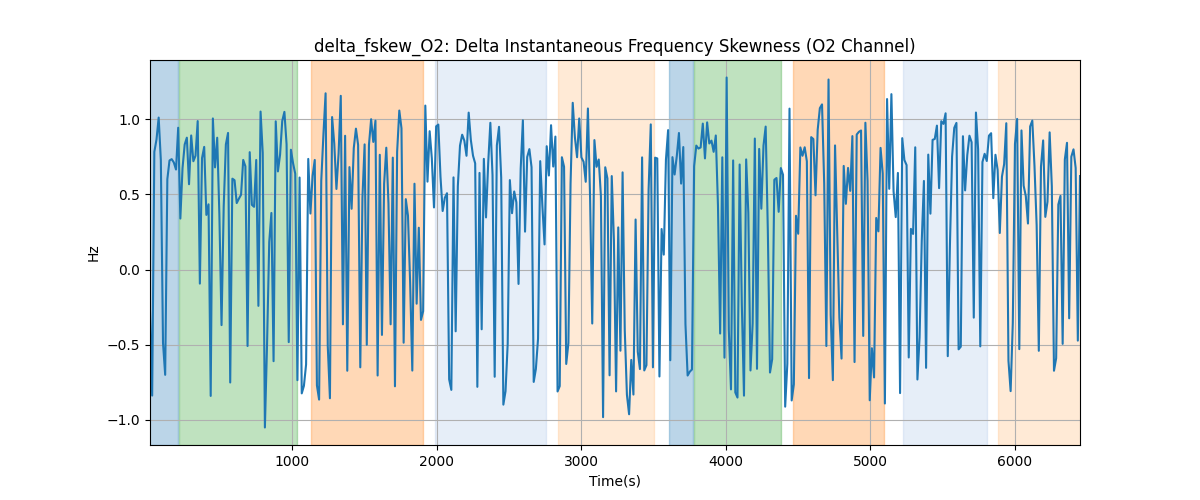 delta_fskew_O2: Delta Instantaneous Frequency Skewness (O2 Channel)
1.0
0.5
0.0
−0.5
−1.0
Hz
1000 2000 3000 4000 5000 6000
Time(s)